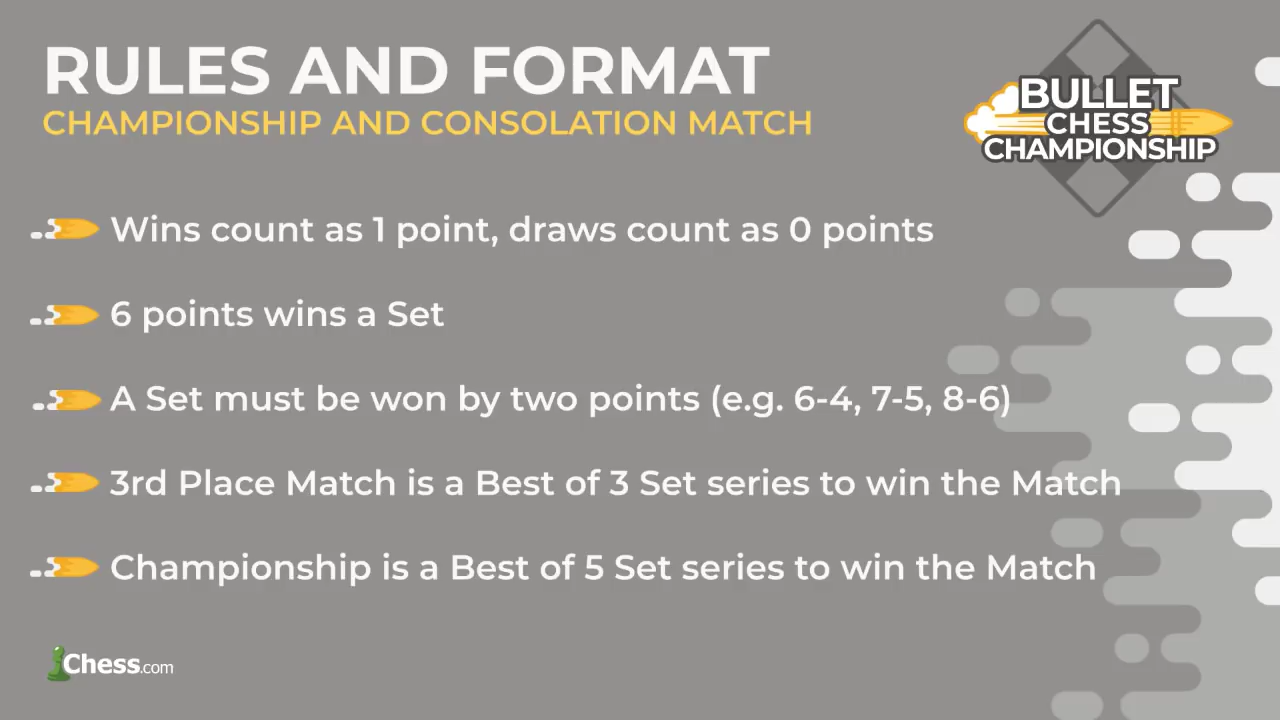 RULES AND FORMAT
CHAMPIONSHIP AND CONSOLATION MATCH
BULLET
CHESS
CHAMPIONSHIP
Wins count as 1 point, draws count as 0 points
6 points wins a Set
A Set must be won by two points (e.g. 6-4, 7-5, 8-6)
3rd Place Match is a Best of 3 Set series to win the Match
Championship is a Best of 5 Set series to win the Match
Chess.com